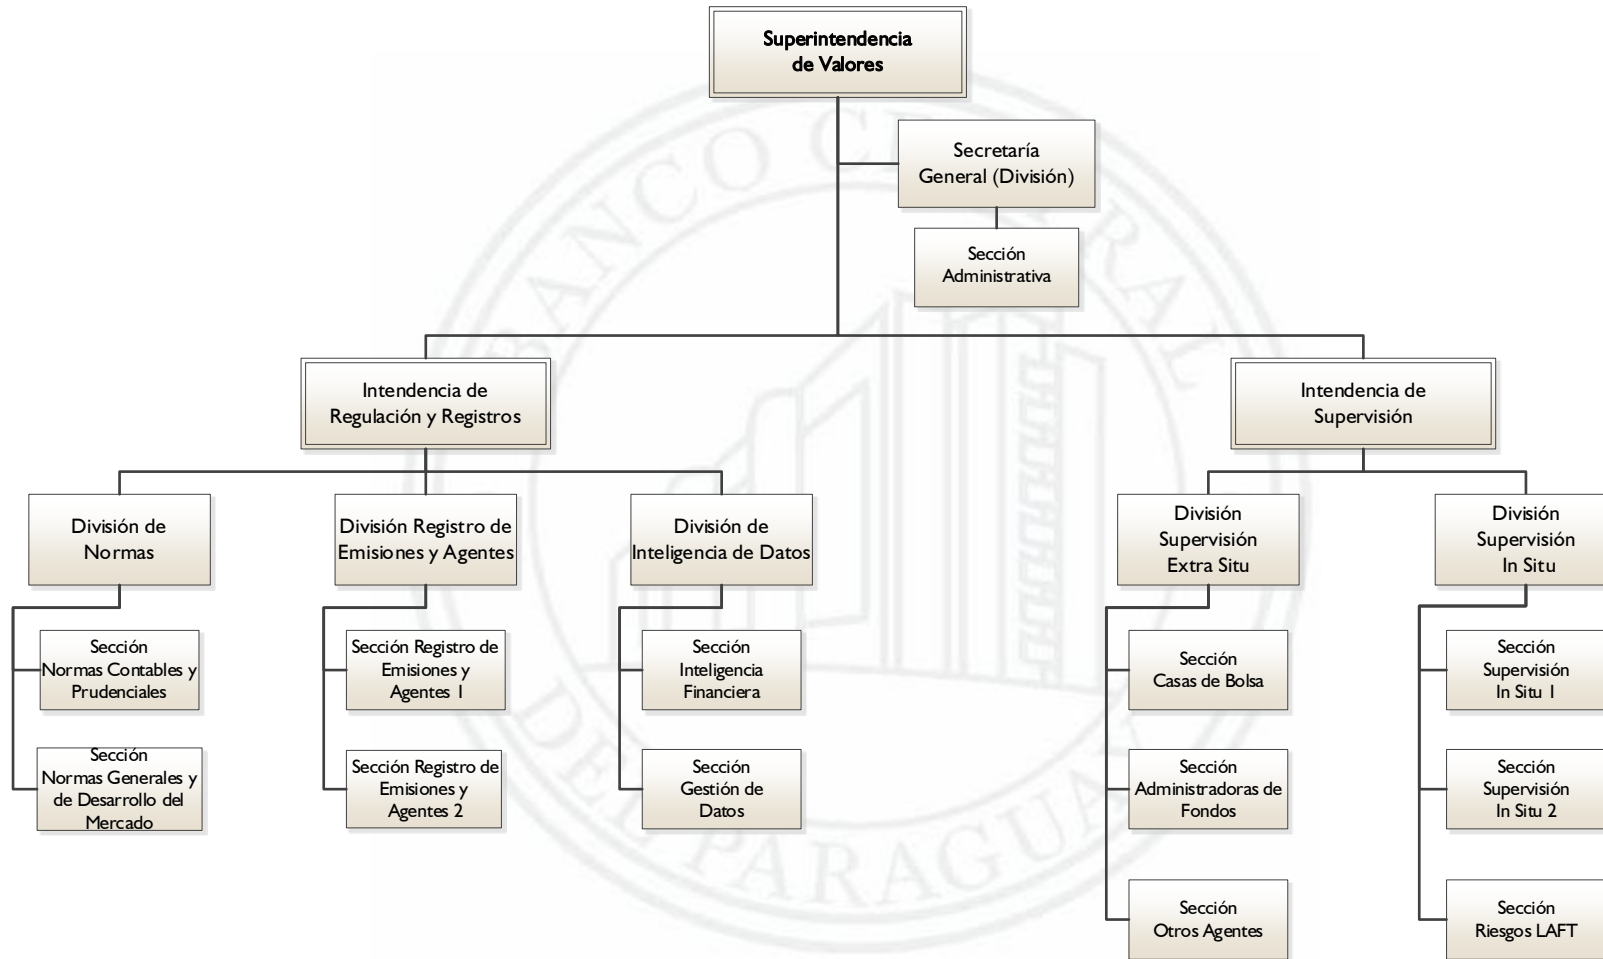 Superintendencia
de Valores
Secretaría
General (División)
Sección
Administrativa
Intendencia de
Regulación y Registros
Intendencia de
Supervisión
División de
Normas
División Registro de
Emisiones y Agentes
División de
Inteligencia de Datos
División
Supervisión
Extra Situ
División
Supervisión
In Situ
Sección
Normas Contables y
Prudenciales
Sección Registro de
Emisiones y
Agentes 1
Sección
Inteligencia
Financiera
Sección
Casas de Bolsa
Sección
Supervisión
In Situ 1
Sección
Normas Generales y
de Desarrollo del
Mercado
Sección Registro de
Emisiones y
Agentes 2
Sección
Gestión de
Datos
Sección
Administradoras de
Fondos
Sección
Supervisión
In Situ 2
Sección
Otros Agentes
Sección
Riesgos LAFT
BANCO CENTRAL
DEL PARAGUAY